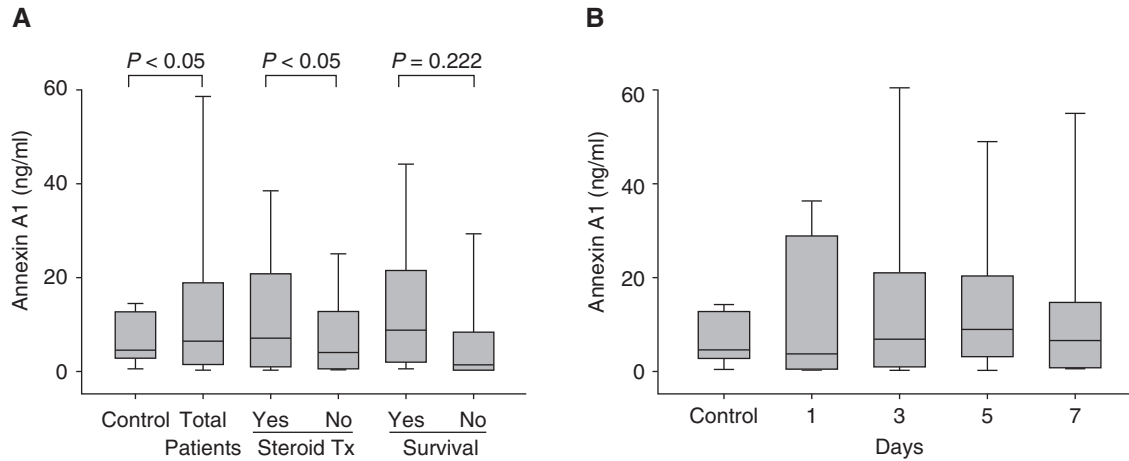 A
P < 0.05 P < 0.05 P = 0.222
60
40
20
0
Annexin A1 (ng/ml)
Control Total Yes No Yes No
Patients Steroid Tx Survival
B
60
40
20
0
Annexin A1 (ng/ml)
Control 1 3 5 7
Days